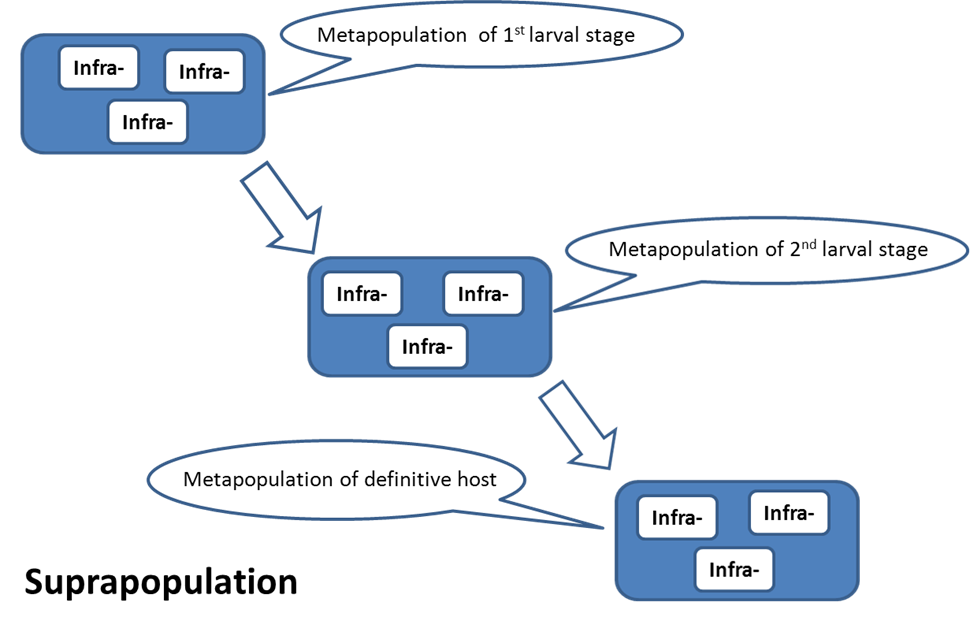 Metapopulation of 1st larval stage
Infra-
Infra-
Infra-
Metapopulation of 2nd larval stage
Infra-
Infra-
Infra-
Metapopulation of definitive host
Infra-
Infra-
Infra-
Suprapopulation